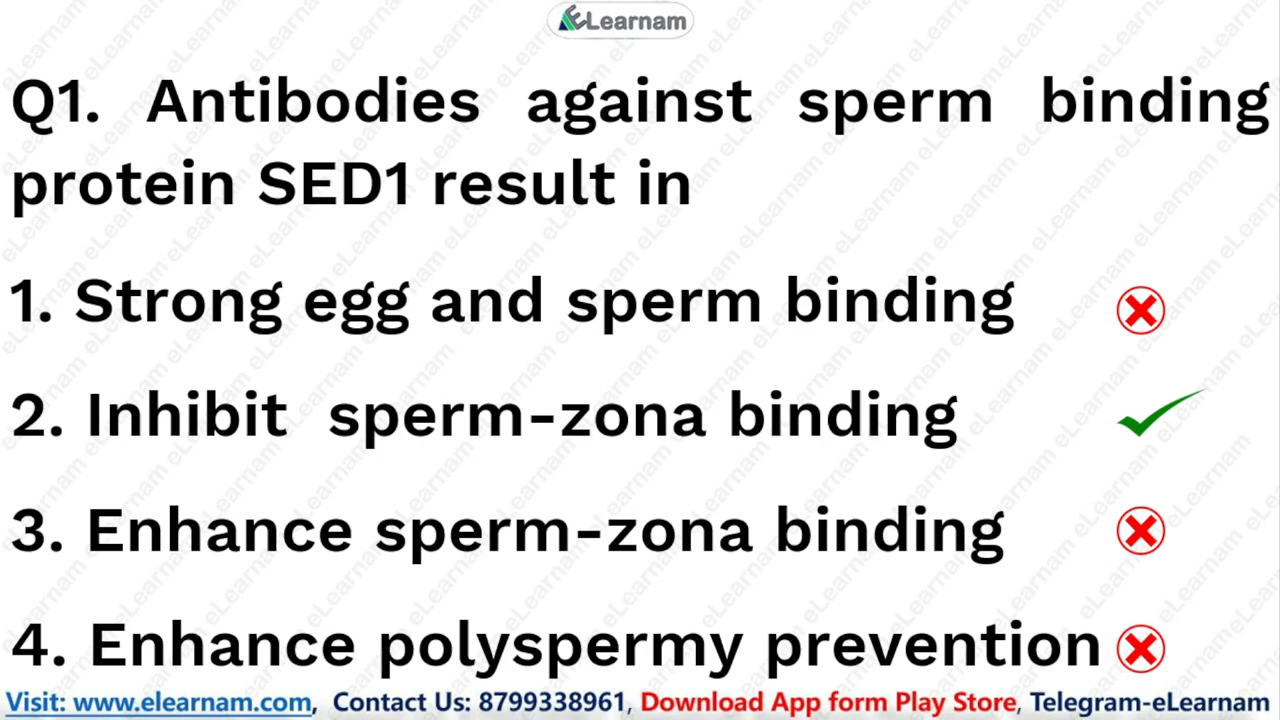 ELearnam
Q1. Antibodies against sperm binding
protein SED1 result in
1. Strong egg and sperm binding
2. Inhibit sperm-zona binding
3. Enhance sperm-zona binding
4. Enhance polyspermy prevention
Visit: www.elearnam.com, Contact Us: 8799338961, Download App form Play Store, Telegram-eLearnam